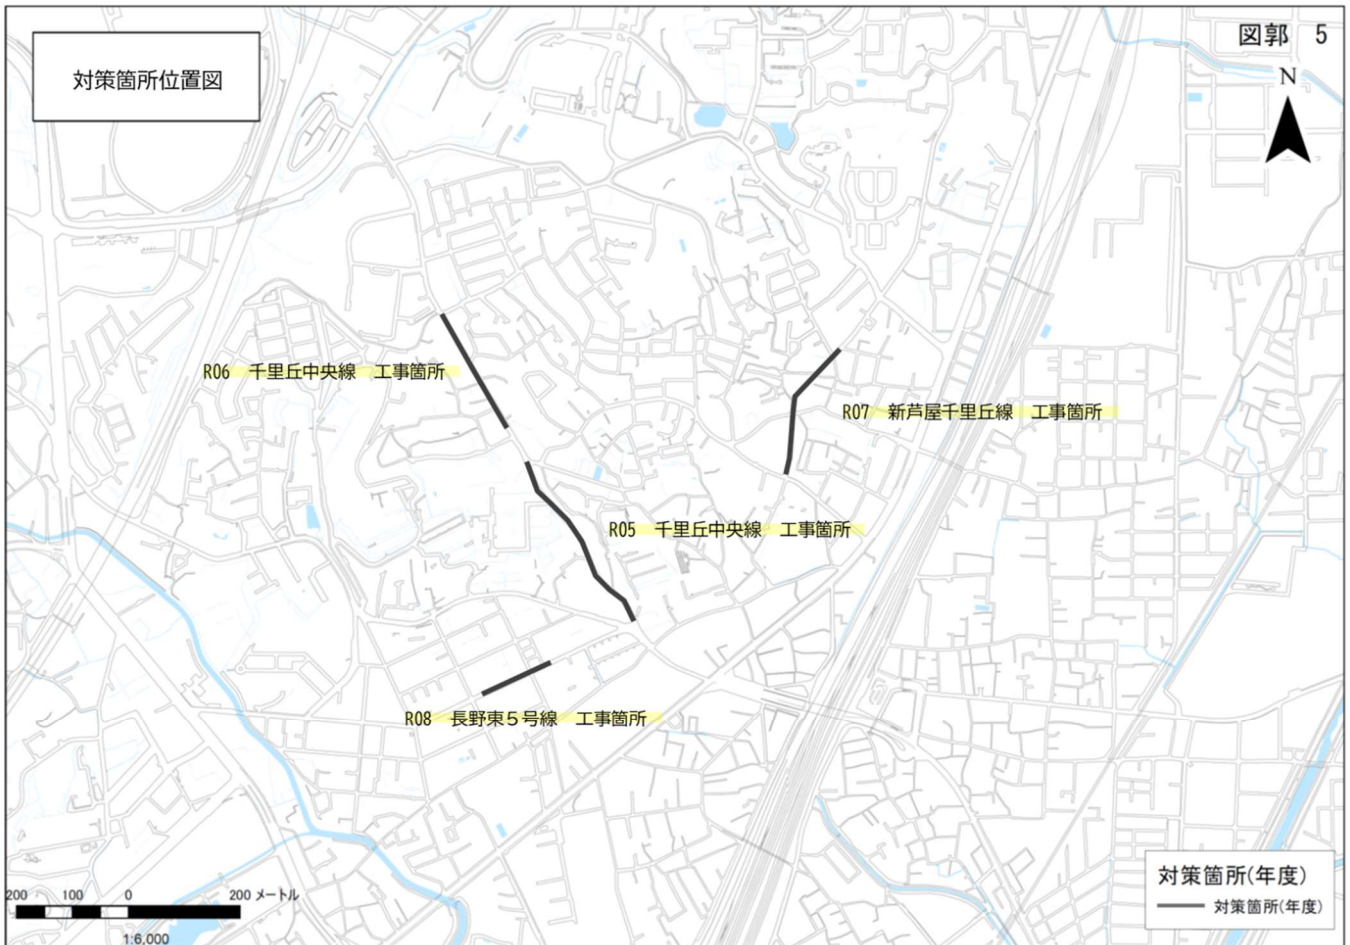 対策箇所位置図
図郭　5
N
R06　千里丘中央線　工事箇所
R07　新芦屋千里丘線　工事箇所
R05　千里丘中央線　工事箇所
R08　長野東５号線　工事箇所
対策箇所(年度)
対策箇所(年度)
200 100 0 200 メートル
1:6,000